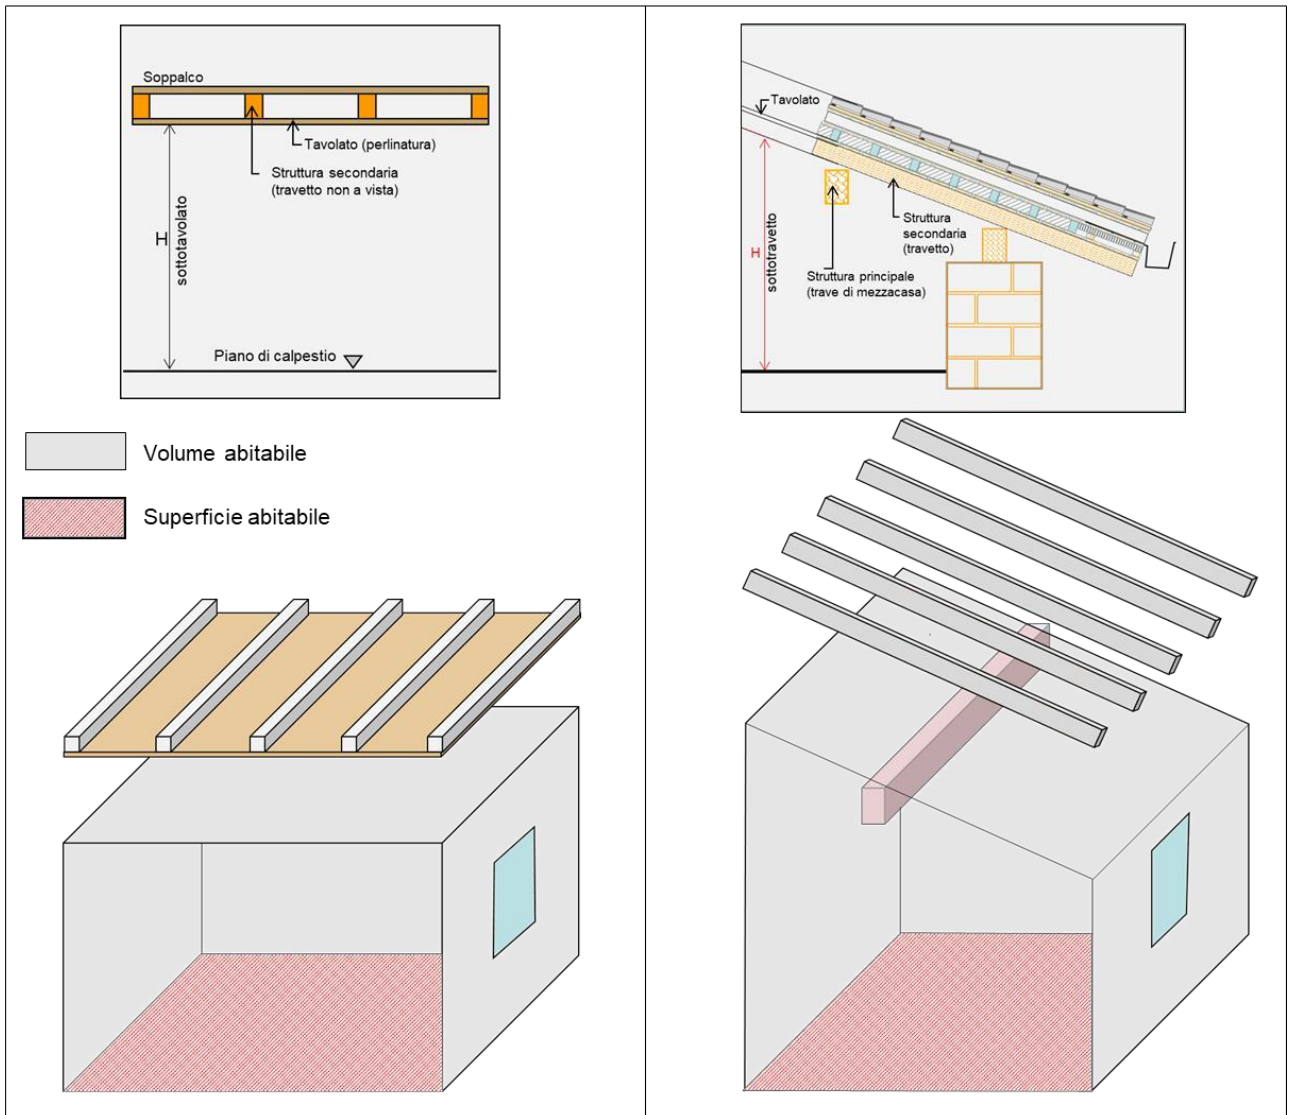 Soppalco
Tavolato (perlinatura)
Struttura secondaria
(travetto non a vista)
H
sottotavolato
Piano di calpestio
Volume abitabile
Superficie abitabile
Tavolato
Struttura
secondaria
(travetto)
Struttura principale
(trave di mezzacasa)
H
sottotravetto